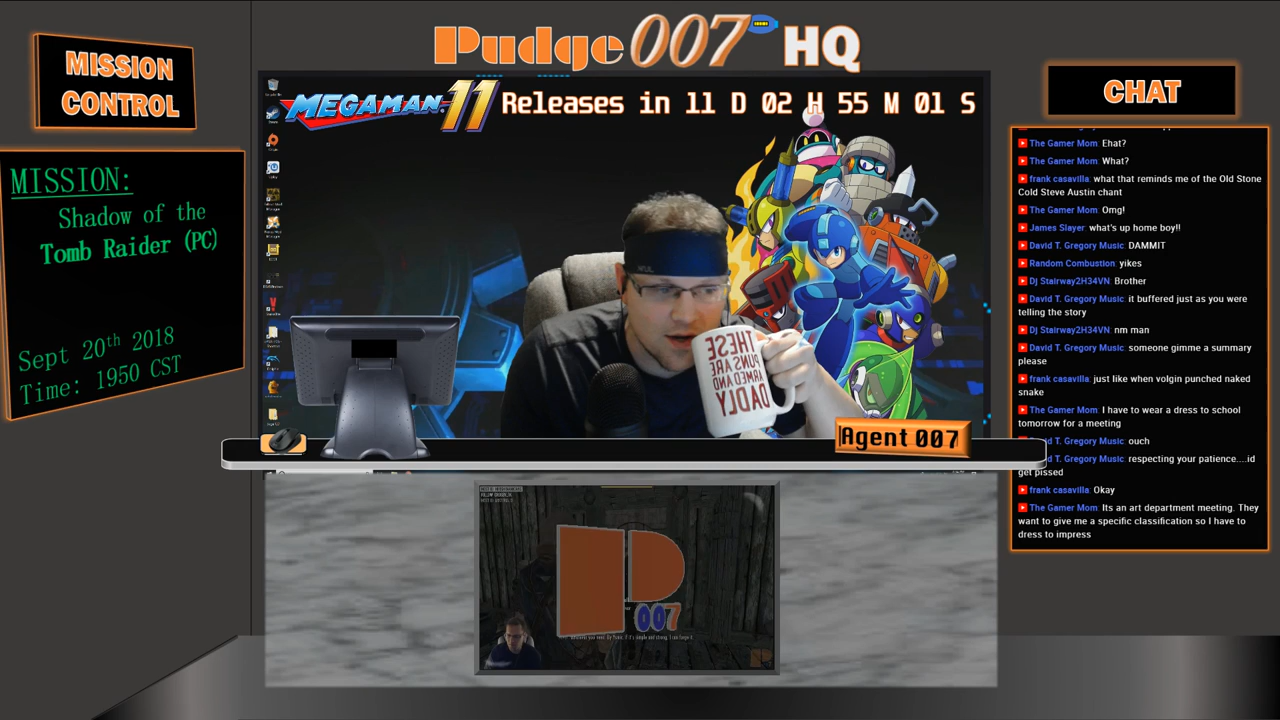 Pudge 007 HQ
MISSION
CONTROL
MISSION:
Shadow of the
Tomb Raider (PC)
Sept 20th 2018
Time: 1950 CST
MEGAMAN 11 Releases in 11 D 02 H 55 M 01 S
THESE
PUNS ARE
ARMED AND
DADLY
Agent 007
007
CHAT
The Gamer Mom: Ehat?
The Gamer Mom: What?
frank casavilla: what that reminds me of the Old Stone
Cold Steve Austin chant
The Gamer Mom: Omg!
James Slayer: what's up home boy!!
David T. Gregory Music: DAMMIT
Random Combustion: yikes
Dj Stairway2H34VN: Brother
David T. Gregory Music: it buffered just as you were
telling the story
Dj Stairway2H34VN: nm man
David T. Gregory Music: someone gimme a summary
please
frank casavilla: just like when volgin punched naked
snake
The Gamer Mom: I have to wear a dress to school
tomorrow for a meeting
d T. Gregory Music: ouch
d T. Gregory Music: respecting your patience....id
get pissed
frank casavilla: Okay
The Gamer Mom: Its an art department meeting. They
want to give me a specific classification so I have to
dress to impress